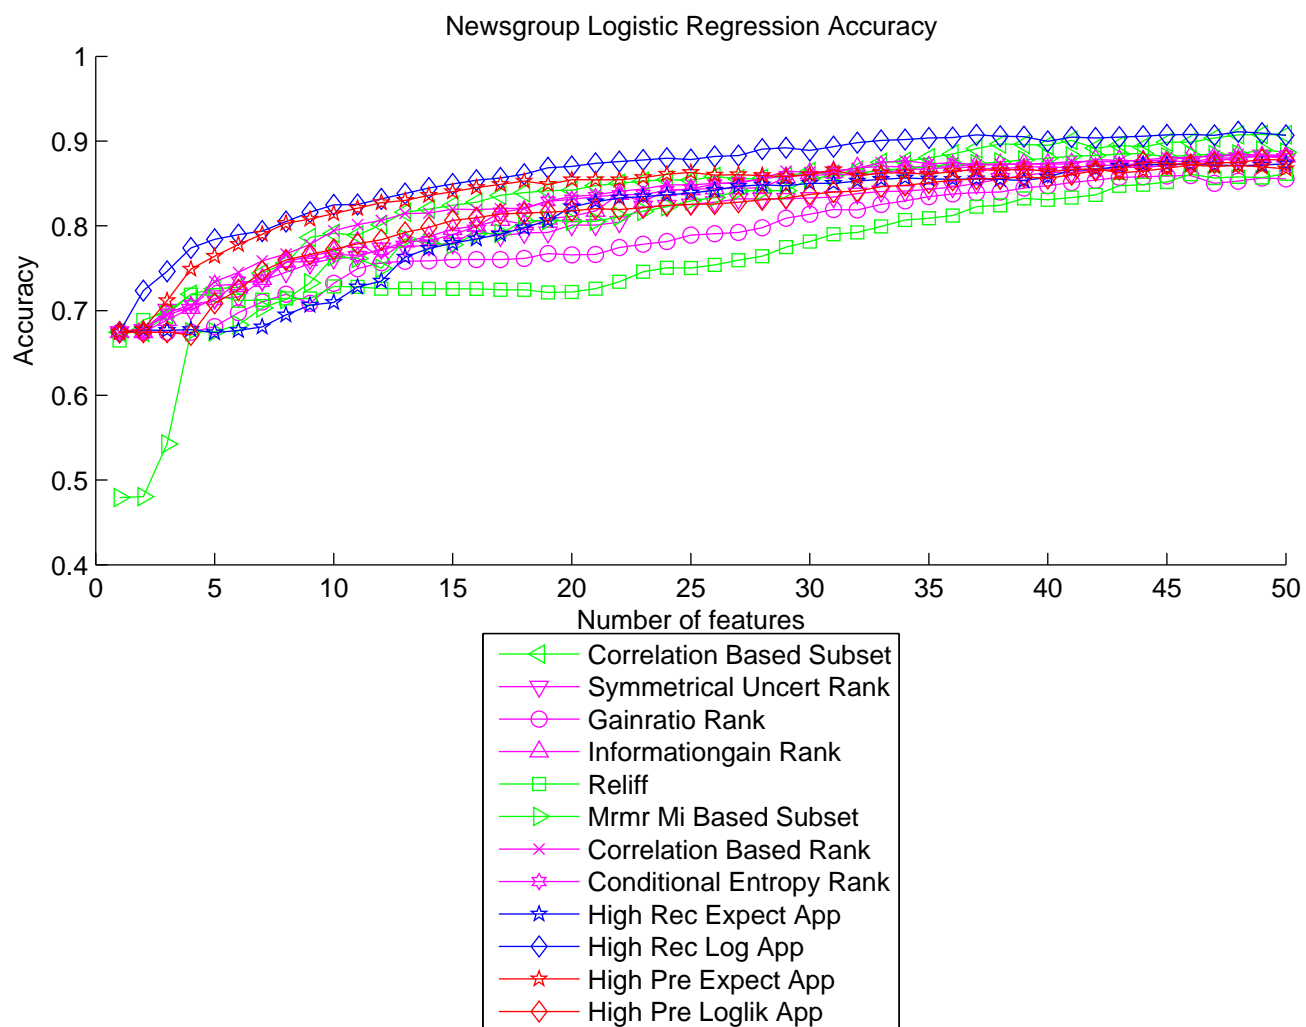 Newsgroup Logistic Regression Accuracy
1
0.9
0.8
0.7
0.6
0.5
0.4
Accuracy
0 5 10 15 20 25 30 35 40 45 50
Number of features
Correlation Based Subset
Symmetrical Uncert Rank
Gainratio Rank
Informationgain Rank
Reliff
Mrmr Mi Based Subset
Correlation Based Rank
Conditional Entropy Rank
High Rec Expect App
High Rec Log App
High Pre Expect App
High Pre Loglik App